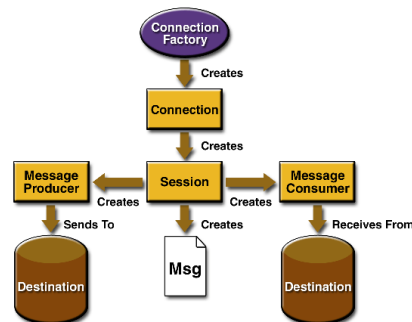 Connection
Factory
Creates
Connection
Creates
Message
Producer
Creates
Session
Creates
Message
Consumer
Sends To
Creates
Receives From
Destination
Msg
Destination